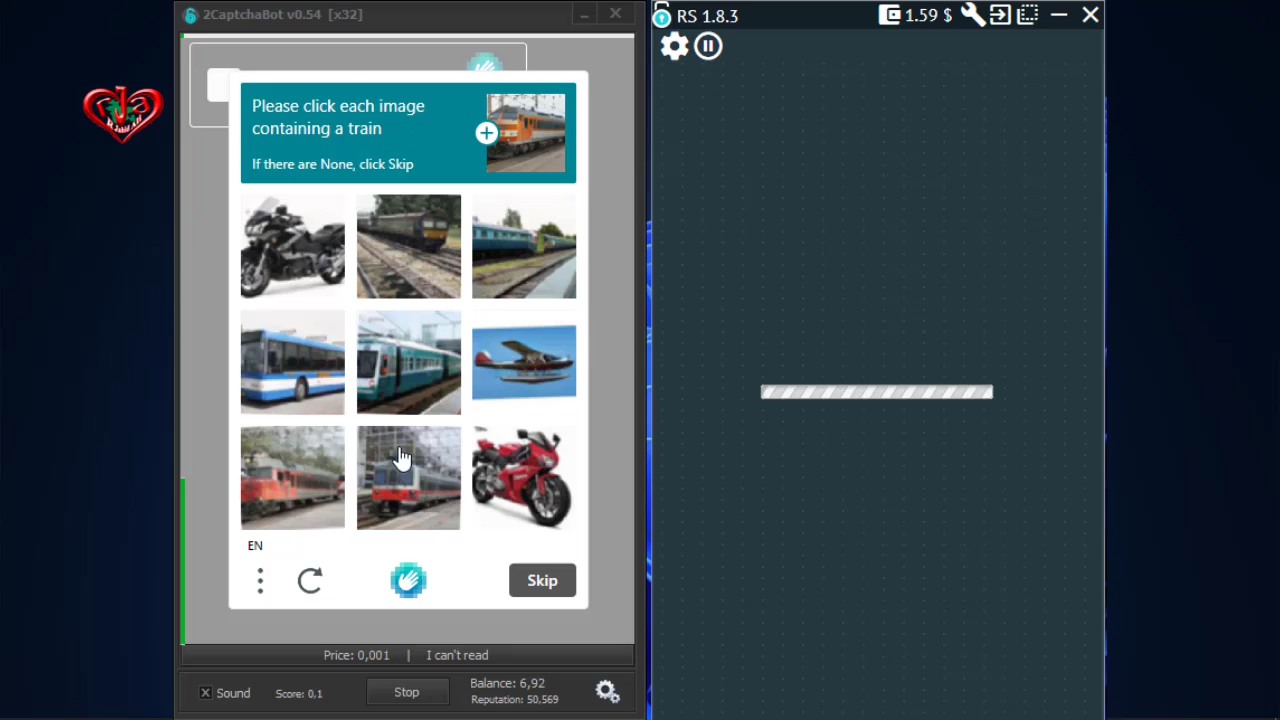 2CaptchaBot v0.54 [x32]
RS 1.8.3
1.59 $
Please click each image
containing a train
If there are None, click Skip
EN
Skip
Price: 0,001 | I can't read
Sound
Score: 0,1
Stop
Balance: 6,92
Reputation: 50,569